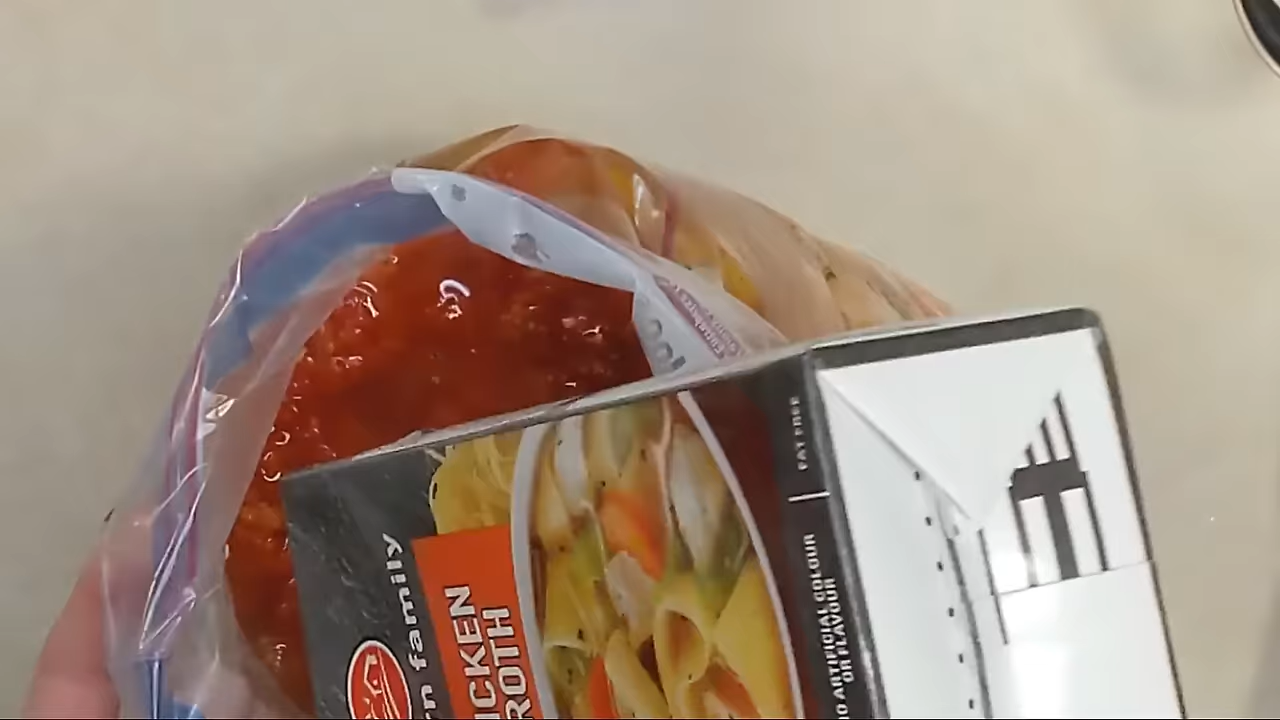 rn family
ICKEN
ROTH
FAT FREE
NO ARTIFICIAL COLOUR
OR FLAVOUR